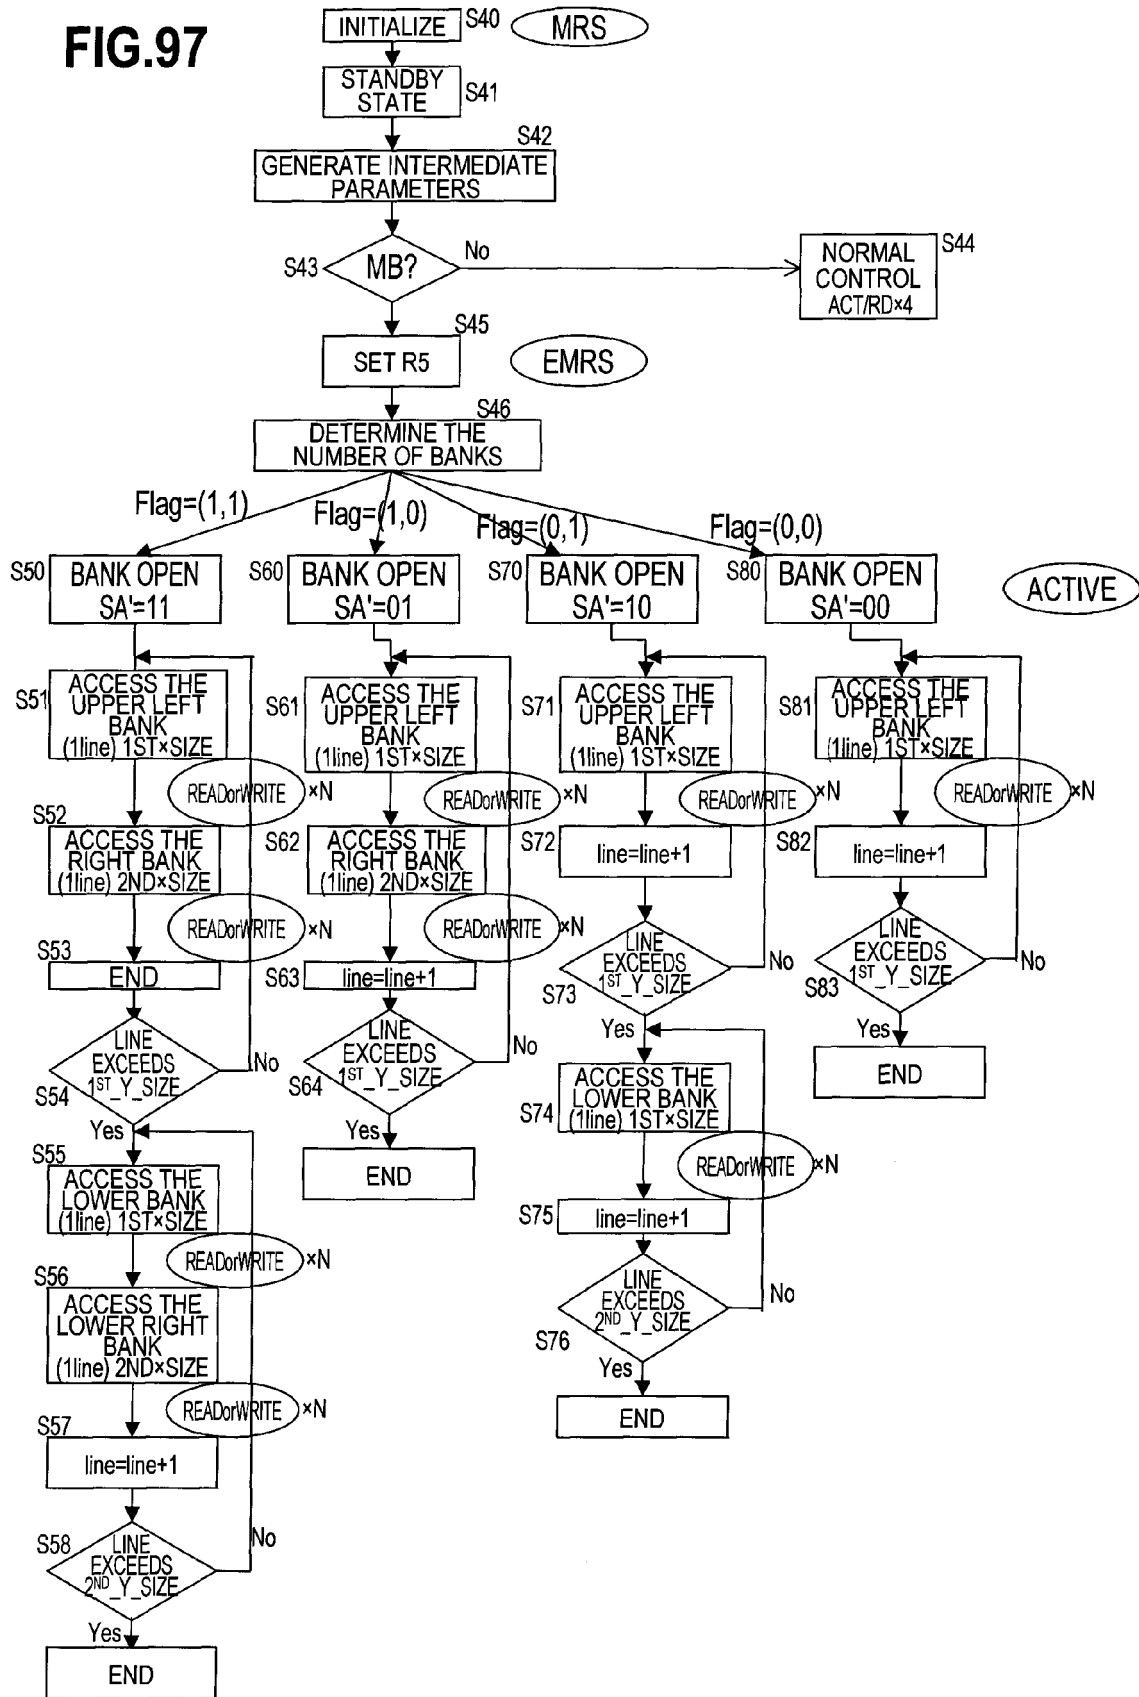 FIG.97
INITIALIZE
S40
MRS
STANDBY
STATE
S41
S42
GENERATE INTERMEDIATE
PARAMETERS
S43
MB?
No
S44
NORMAL
CONTROL
ACT/RD×4
S45
SET R5
EMRS
S46
DETERMINE THE
NUMBER OF BANKS
Flag=(1,1)
Flag=(1,0)
Flag=(0,1)
Flag=(0,0)
S50
BANK OPEN
SA'=11
S60
BANK OPEN
SA'=01
S70
BANK OPEN
SA'=10
S80
BANK OPEN
SA'=00
ACTIVE
S51
ACCESS THE
UPPER LEFT
BANK
(1line) 1ST×SIZE
READorWRITE ×N
S52
ACCESS THE
RIGHT BANK
(1line) 2ND×SIZE
READorWRITE ×N
S53
END
LINE
EXCEEDS
1ST_Y_SIZE
S54
No
Yes
S55
ACCESS THE
LOWER BANK
(1line) 1ST×SIZE
READorWRITE ×N
S56
ACCESS THE
LOWER RIGHT
BANK
(1line) 2ND×SIZE
READorWRITE ×N
S57
line=line+1
S58
LINE
EXCEEDS
2ND_Y_SIZE
No
Yes
END
S61
ACCESS THE
UPPER LEFT
BANK
(1line) 1ST×SIZE
READorWRITE ×N
S62
ACCESS THE
RIGHT BANK
(1line) 2ND×SIZE
READorWRITE ×N
S63
line=line+1
LINE
EXCEEDS
1ST_Y_SIZE
S64
No
Yes
END
S71
ACCESS THE
UPPER LEFT
BANK
(1line) 1ST×SIZE
READorWRITE ×N
S72
line=line+1
LINE
EXCEEDS
1ST_Y_SIZE
S73
No
Yes
ACCESS THE
LOWER BANK
(1line) 1ST×SIZE
S74
READorWRITE ×N
S75
line=line+1
LINE
EXCEEDS
2ND_Y_SIZE
S76
No
Yes
END
S81
ACCESS THE
UPPER LEFT
BANK
(1line) 1ST×SIZE
READorWRITE ×N
S82
line=line+1
LINE
EXCEEDS
1ST_Y_SIZE
S83
No
Yes
END